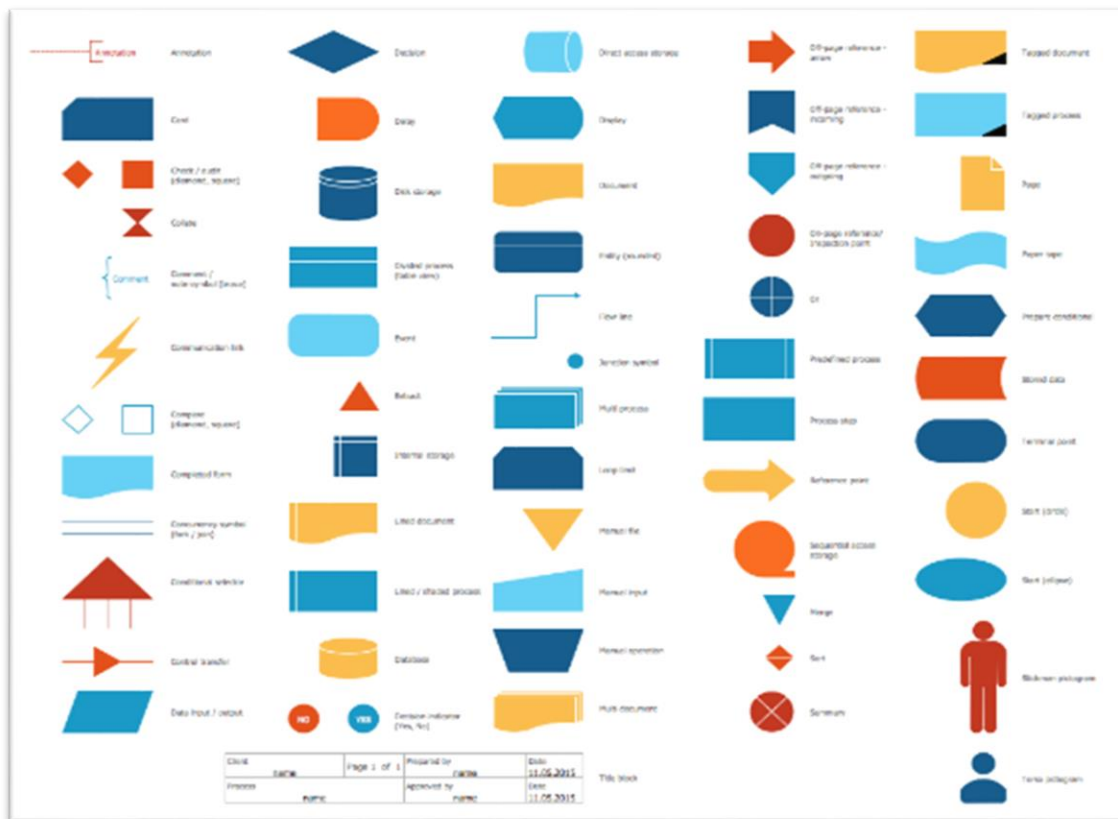 Annotation
Annotation
Card
Check / audit
(diamond, square)
Collate
Comment
Comment /
note symbol (brace)
Communication link
Compare
(diamond, square)
Completed form
Concurrency symbol
(fork / join)
Conditional selector
Control transfer
Data input / output
Decision
Delay
Disk storage
Divided process
(table view)
Event
Extract
Internal storage
Lined document
Lined / shaded process
Database
NO
YES
Decision indicator
(Yes, No)
Direct access storage
Display
Document
Entity (rounded)
Flow line
Junction symbol
Multi process
Loop limit
Manual file
Manual input
Manual operation
Multi document
Off-page reference -
arrow
Off-page reference -
incoming
Off-page reference -
outgoing
On-page reference/
Inspection point
Or
Predefined process
Process step
Reference point
Sequential access
storage
Merge
Sort
Summary
Tagged document
Tagged process
Page
Paper tape
Prepare conditional
Stored data
Terminal point
Start (circle)
Start (ellipse)
Stickman pictogram
pictogram
Client
name
Page 1 of 1
Prepared by
name
Date
11.05.2015
Process
name
Approved by
name
Date
11.05.2015
Title block